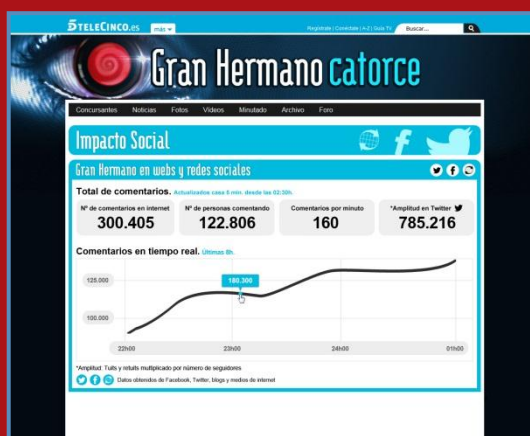 TELECINCO.es
más
Regístrate | Conéctate | A-Z | Guía TV
Buscar...
Gran Hermano catorce
Concursantes Noticias Fotos Vídeos Minutado Archivo Foro
Impacto Social
Gran Hermano en webs y redes sociales
Total de comentarios. Actualizados cada 5 min. desde las 02:30h.
Nº de comentarios en internet
300.405
Nº de personas comentando
122.806
Comentarios por minuto
160
*Amplitud en Twitter
785.216
Comentarios en tiempo real. Últimas 8h.
125.000
180.300
100.000
22h00 23h00 24h00 01h00
*Amplitud: Tuits y retuits multiplicado por número de seguidores
Datos obtenidos de Facebook, Twitter, blogs y medios de internet